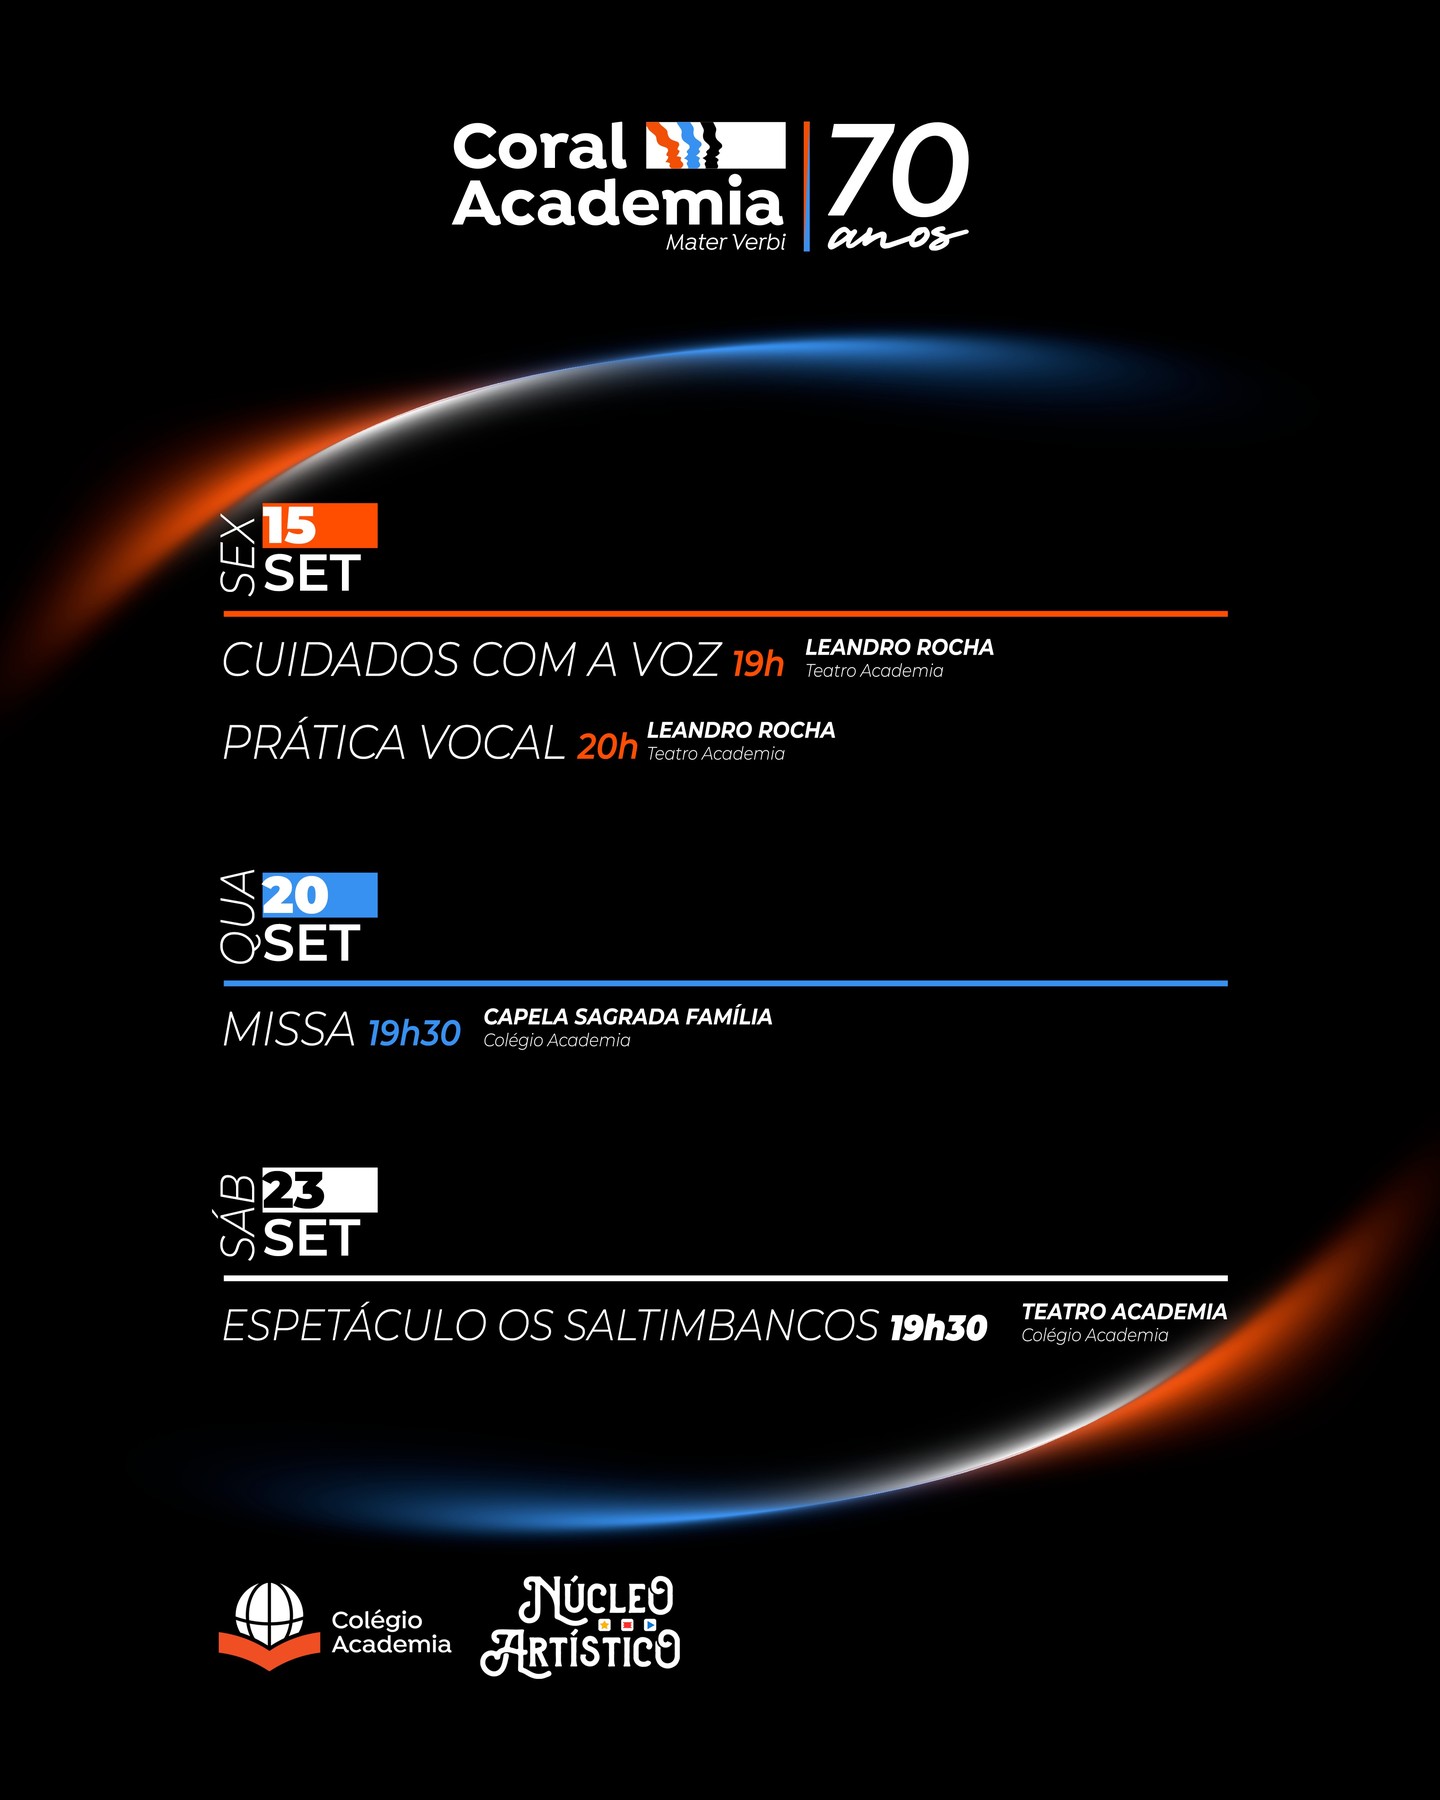 Coral
Academia
Mater Verbi
70
anos
SEX
15
SET
CUIDADOS COM A VOZ 19h
LEANDRO ROCHA
Teatro Academia
PRÁTICA VOCAL 20h
LEANDRO ROCHA
Teatro Academia
QUA
20
SET
MISSA 19h30
CAPELA SAGRADA FAMÍLIA
Colégio Academia
SÁB
23
SET
ESPETÁCULO OS SALTIMBANCOS 19h30
TEATRO ACADEMIA
Colégio Academia
Colégio
Academia
NÚCLEO
ARTÍSTICO